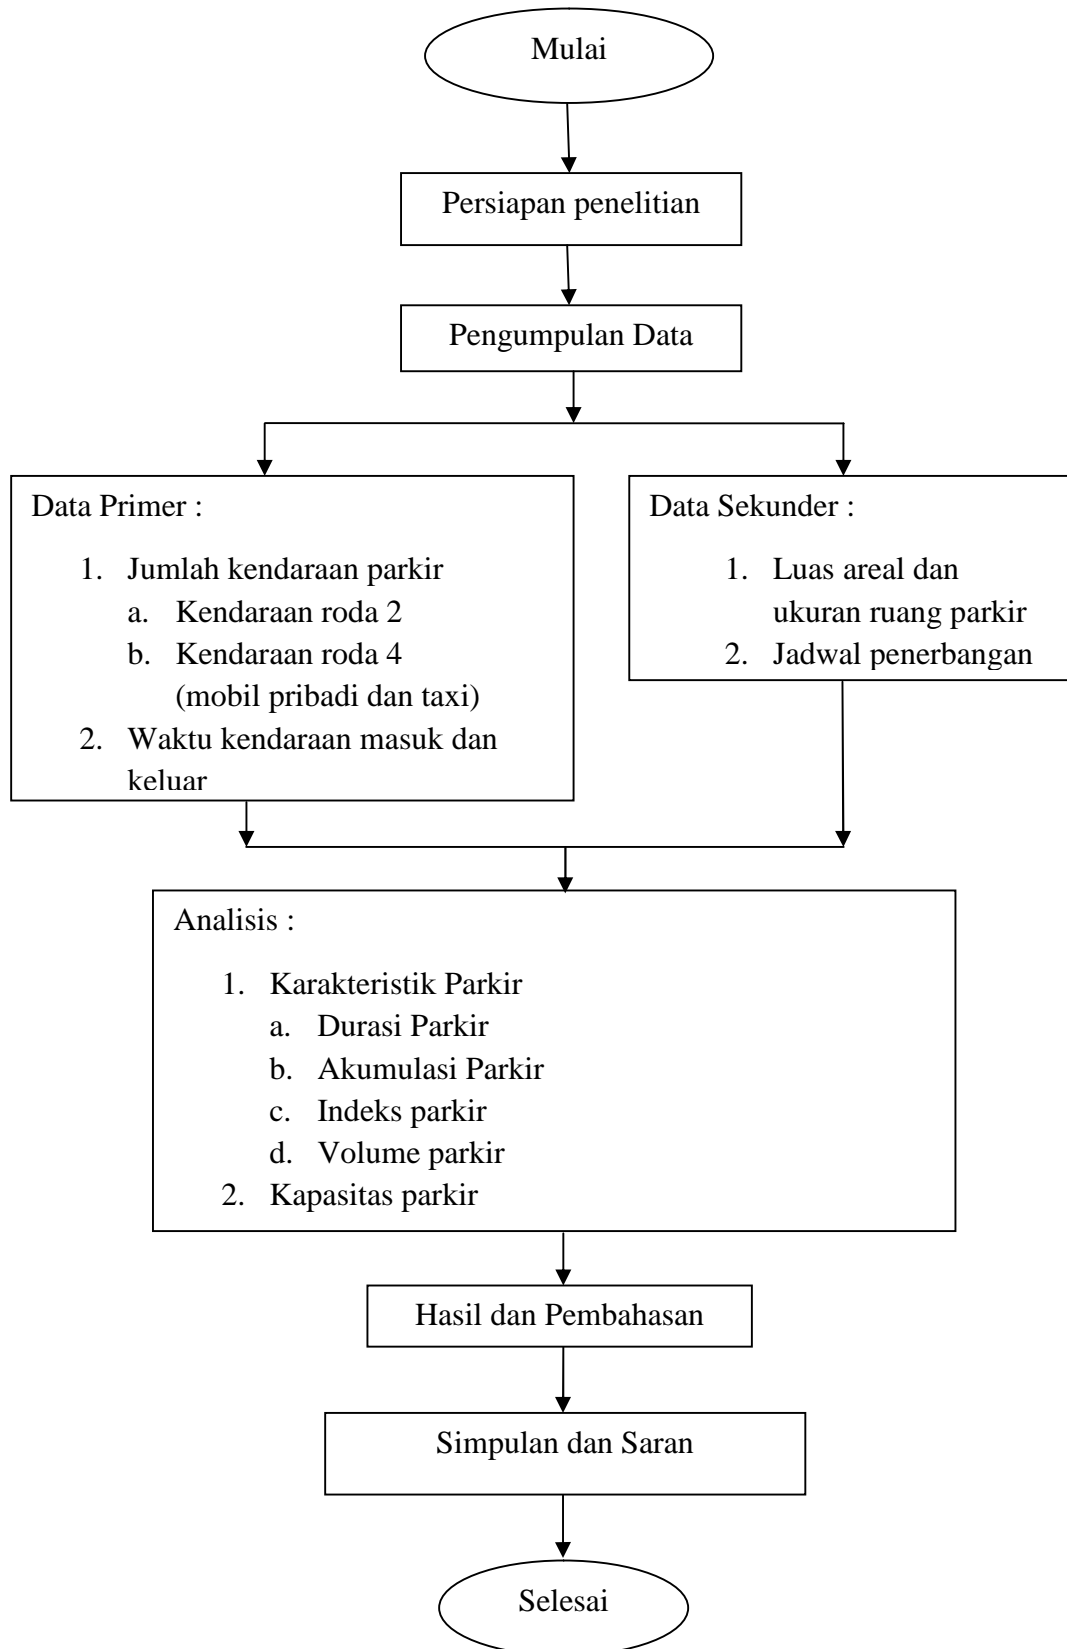 Mulai
Persiapan penelitian
Pengumpulan Data
Data Primer :
1. Jumlah kendaraan parkir
a. Kendaraan roda 2
b. Kendaraan roda 4
(mobil pribadi dan taxi)
2. Waktu kendaraan masuk dan
keluar
Data Sekunder :
1. Luas areal dan
ukuran ruang parkir
2. Jadwal penerbangan
Analisis :
1. Karakteristik Parkir
a. Durasi Parkir
b. Akumulasi Parkir
c. Indeks parkir
d. Volume parkir
2. Kapasitas parkir
Hasil dan Pembahasan
Simpulan dan Saran
Selesai